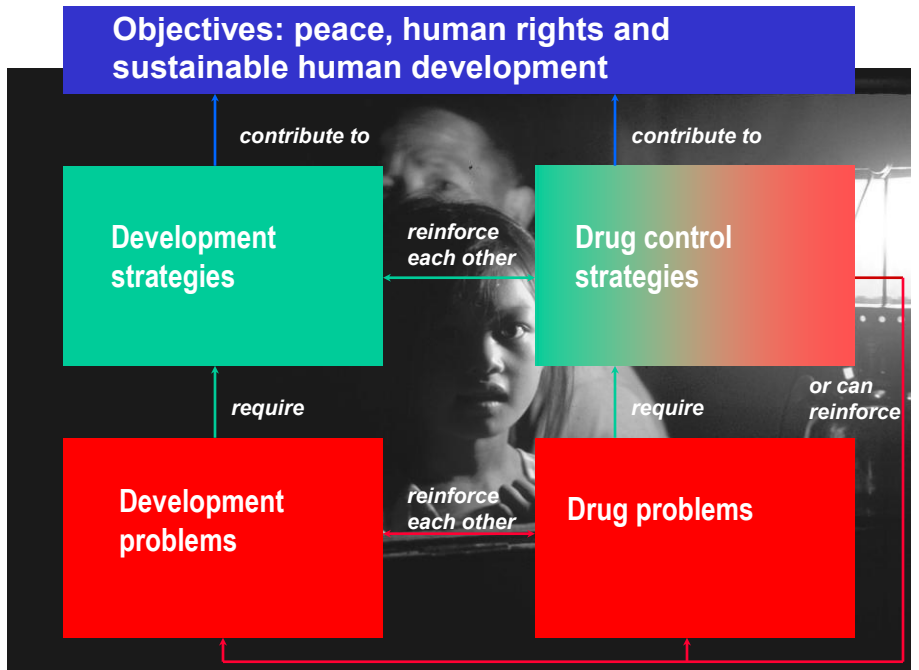 Objectives: peace, human rights and
sustainable human development
contribute to
contribute to
Development
strategies
reinforce
each other
Drug control
strategies
require
require
or can
reinforce
Development
problems
reinforce
each other
Drug problems